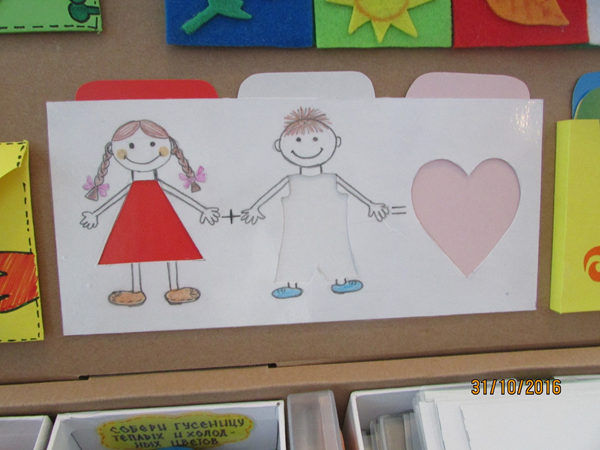 + =
31/10/2016
СОБЕРИ ГУСЕНИЦУ
ТЕПЛЫХ И ХОЛОД-
НЫХ ЦВЕТОВ